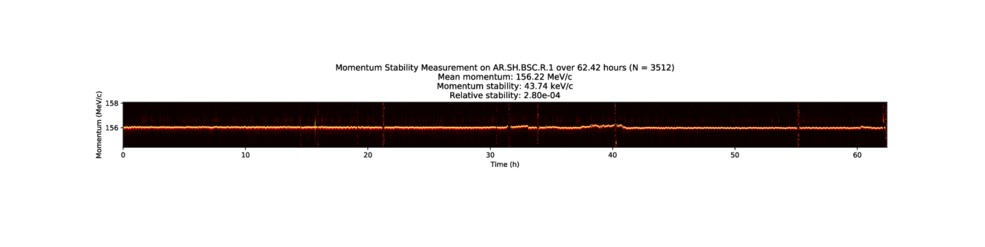 Momentum Stability Measurement on AR.SH.BSC.R.1 over 62.42 hours (N = 3512)
Mean momentum: 156.22 MeV/c
Momentum stability: 43.74 keV/c
Relative stability: 2.80e-04
Momentum (MeV/c)
158
156
0 10 20 30 40 50 60
Time (h)